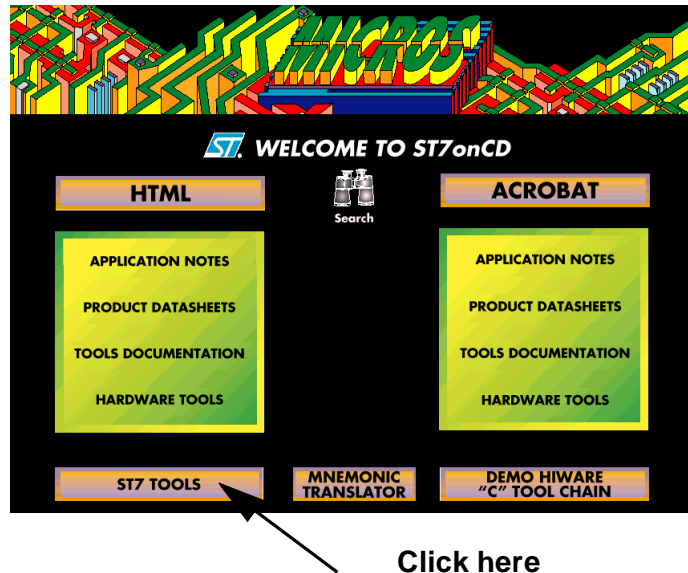 MICROS
ST. WELCOME TO ST7onCD
HTML
Search
ACROBAT
APPLICATION NOTES
PRODUCT DATASHEETS
TOOLS DOCUMENTATION
HARDWARE TOOLS
APPLICATION NOTES
PRODUCT DATASHEETS
TOOLS DOCUMENTATION
HARDWARE TOOLS
ST7 TOOLS
MNEMONIC
TRANSLATOR
DEMO HIWARE
"C" TOOL CHAIN
Click here